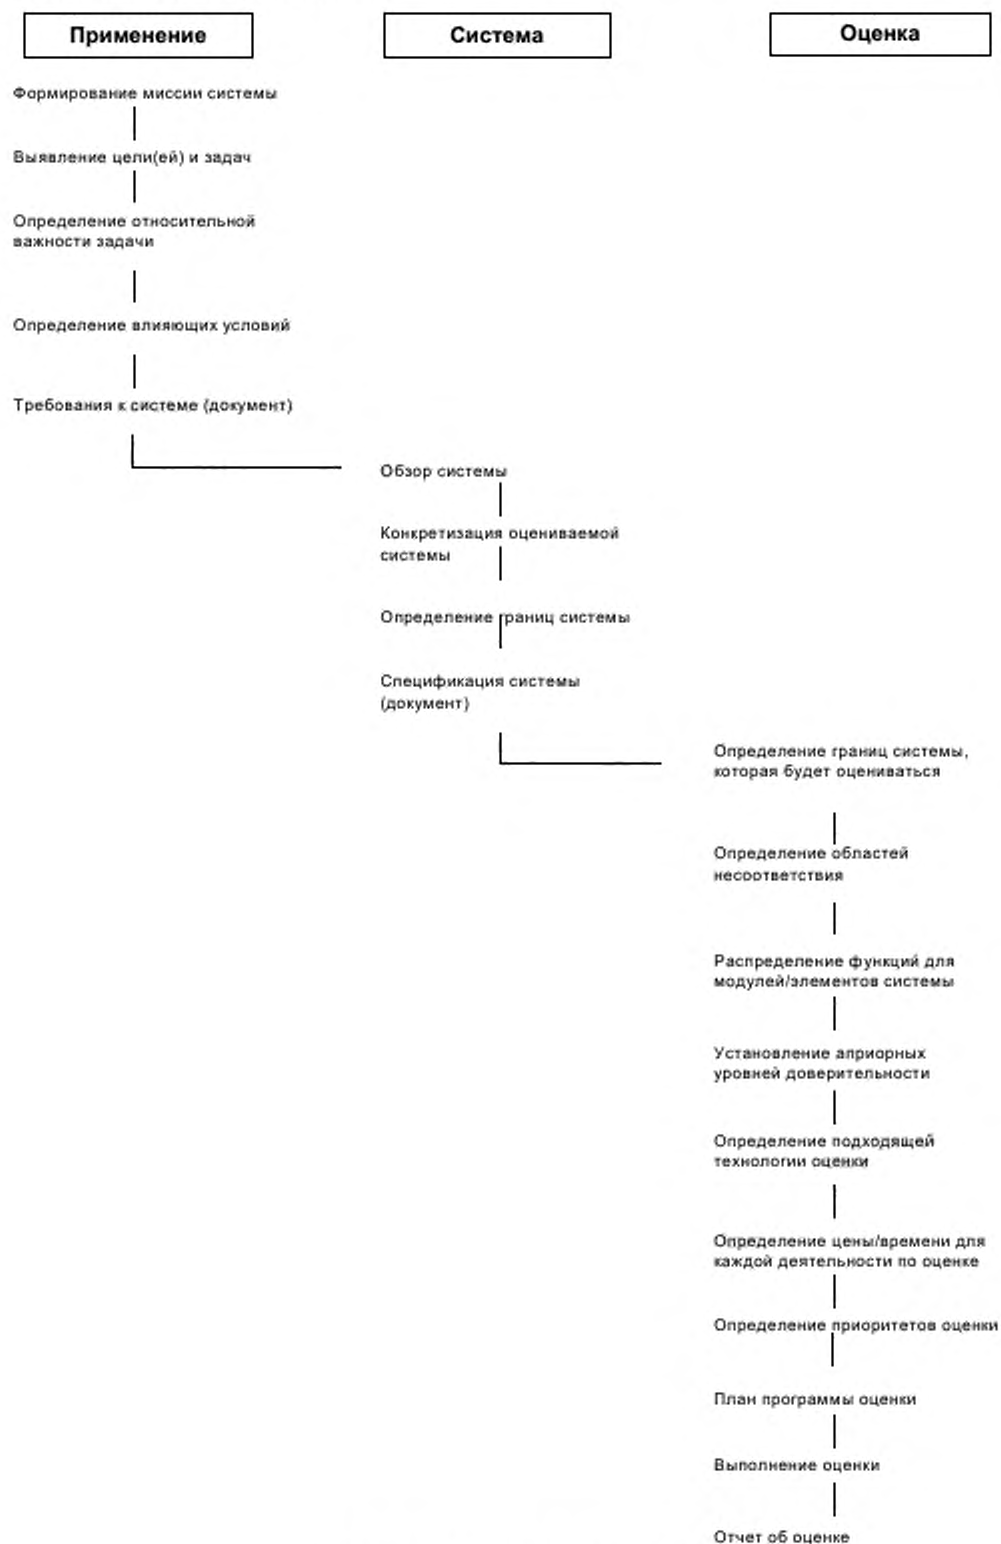 Применение
Система
Оценка
Формирование миссии системы
Выявление цели(ей) и задач
Определение относительной
важности задачи
Определение влияющих условий
Требования к системе (документ)
Обзор системы
Конкретизация оцениваемой
системы
Определение границ системы
Спецификация системы
(документ)
Определение границ системы,
которая будет оцениваться
Определение областей
несоответствия
Распределение функций для
модулей/элементов системы
Установление априорных
уровней доверительности
Определение подходящей
технологии оценки
Определение цены/времени для
каждой деятельности по оценке
Определение приоритетов оценки
План программы оценки
Выполнение оценки
Отчет об оценке